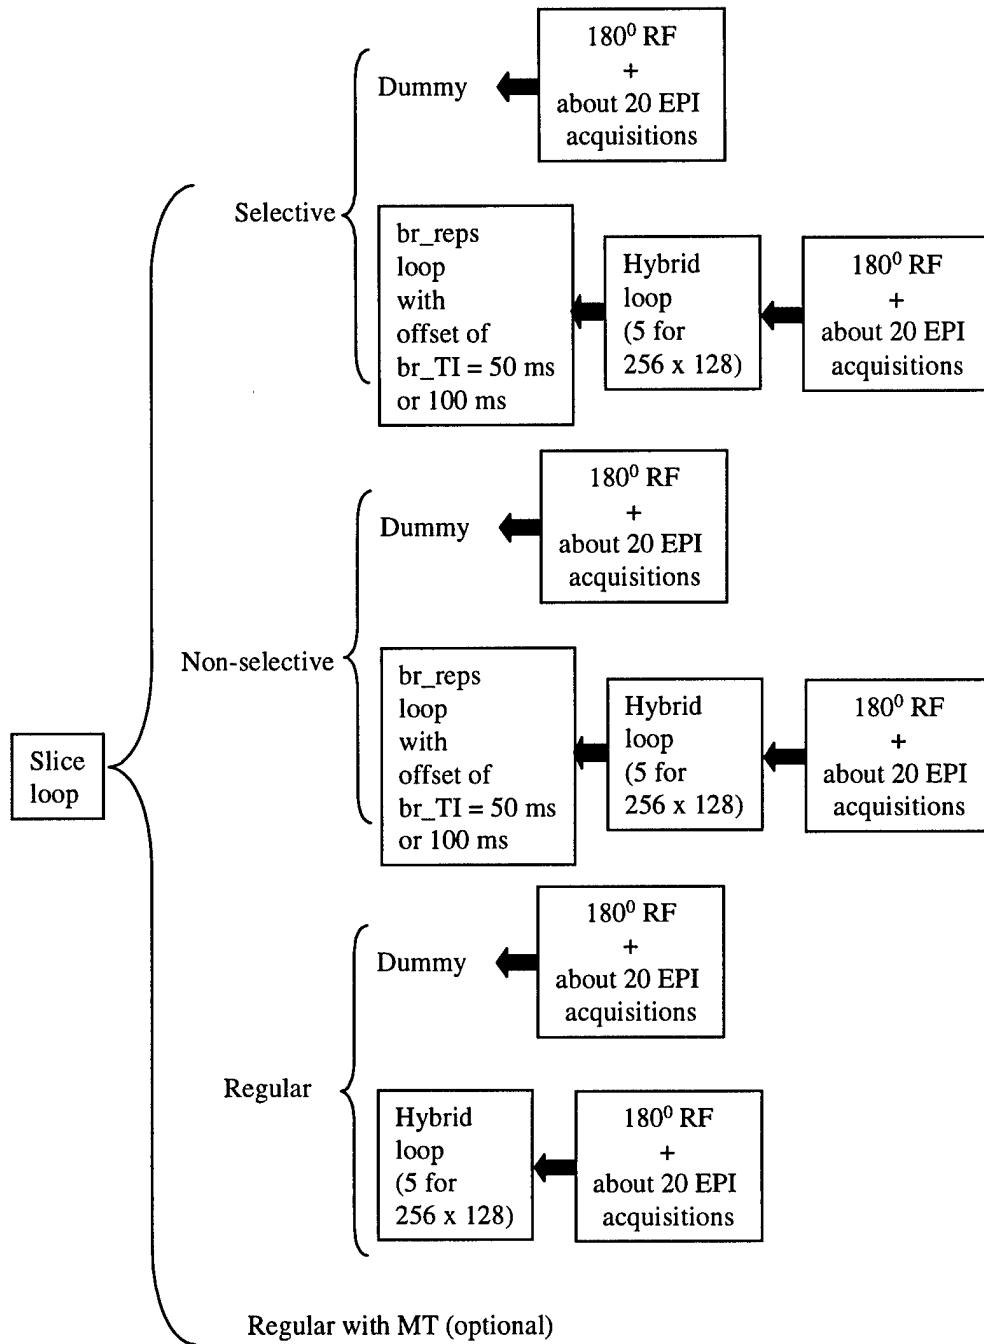 180⁰ RF
+
about 20 EPI
acquisitions
Dummy
Selective
br_reps
loop
with
offset of
br_TI = 50 ms
or 100 ms
Hybrid
loop
(5 for
256 x 128)
180⁰ RF
+
about 20 EPI
acquisitions
180⁰ RF
+
about 20 EPI
acquisitions
Dummy
Non-selective
br_reps
loop
with
offset of
br_TI = 50 ms
or 100 ms
Hybrid
loop
(5 for
256 x 128)
180⁰ RF
+
about 20 EPI
acquisitions
Slice
loop
180⁰ RF
+
about 20 EPI
acquisitions
Dummy
Regular
Hybrid
loop
(5 for
256 x 128)
180⁰ RF
+
about 20 EPI
acquisitions
Regular with MT (optional)